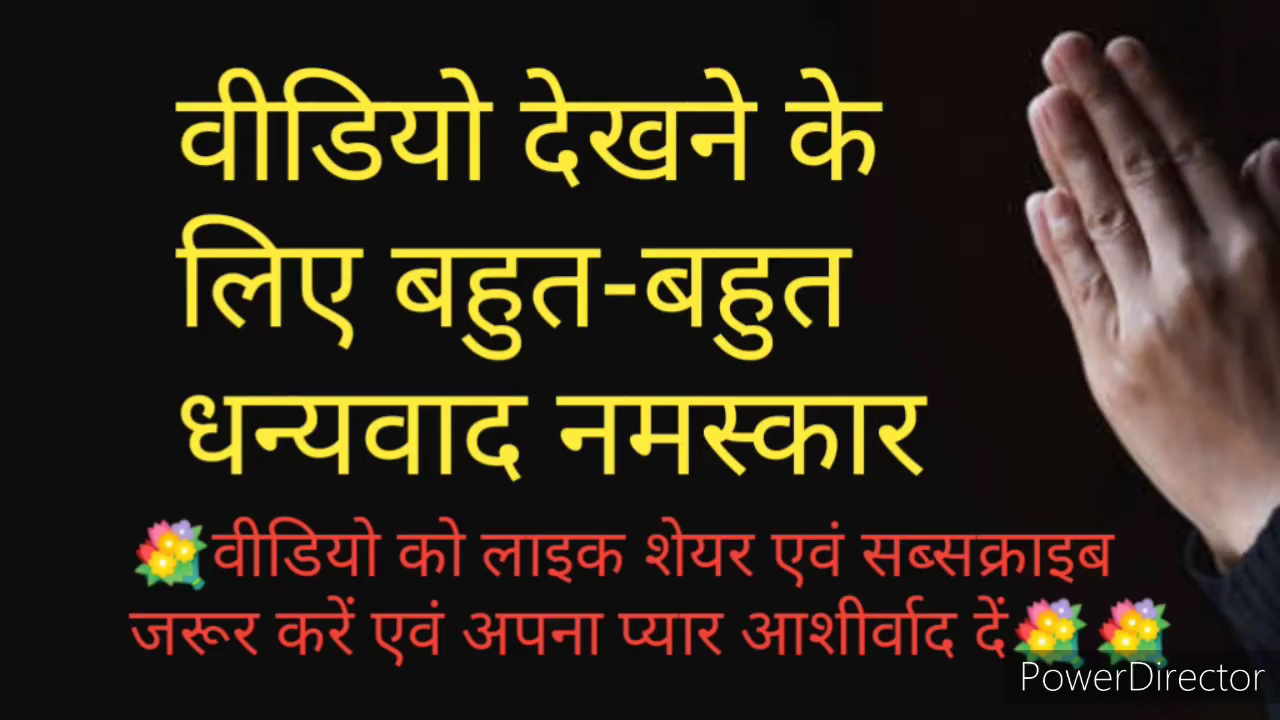 वीडियो देखने के
लिए बहुत-बहुत
धन्यवाद नमस्कार
💐वीडियो को लाइक शेयर एवं सब्सक्राइब
जरूर करें एवं अपना प्यार आशीर्वाद दें💐💐
PowerDirector